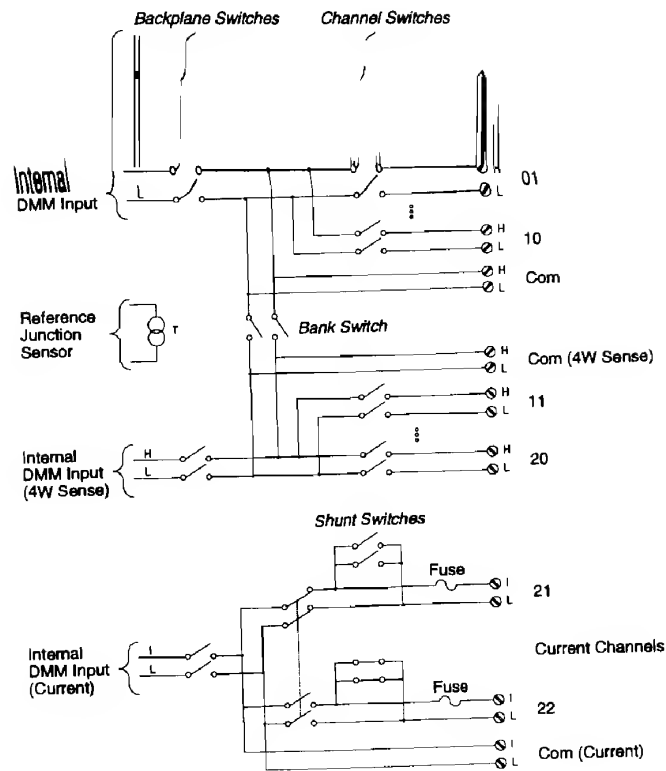 Backplane Switches Channel Switches
Internal
DMM Input
L
01
L
H
10
L
H
Com
L
Reference
Junction
Sensor
T
Bank Switch
H
Com (4W Sense)
L
H
11
L
Internal
DMM Input
(4W Sense)
H
L
H
20
L
Shunt Switches
Fuse
I
21
L
Internal
DMM Input
(Current)
I
L
Current Channels
Fuse
I
22
L
I
Com (Current)
L